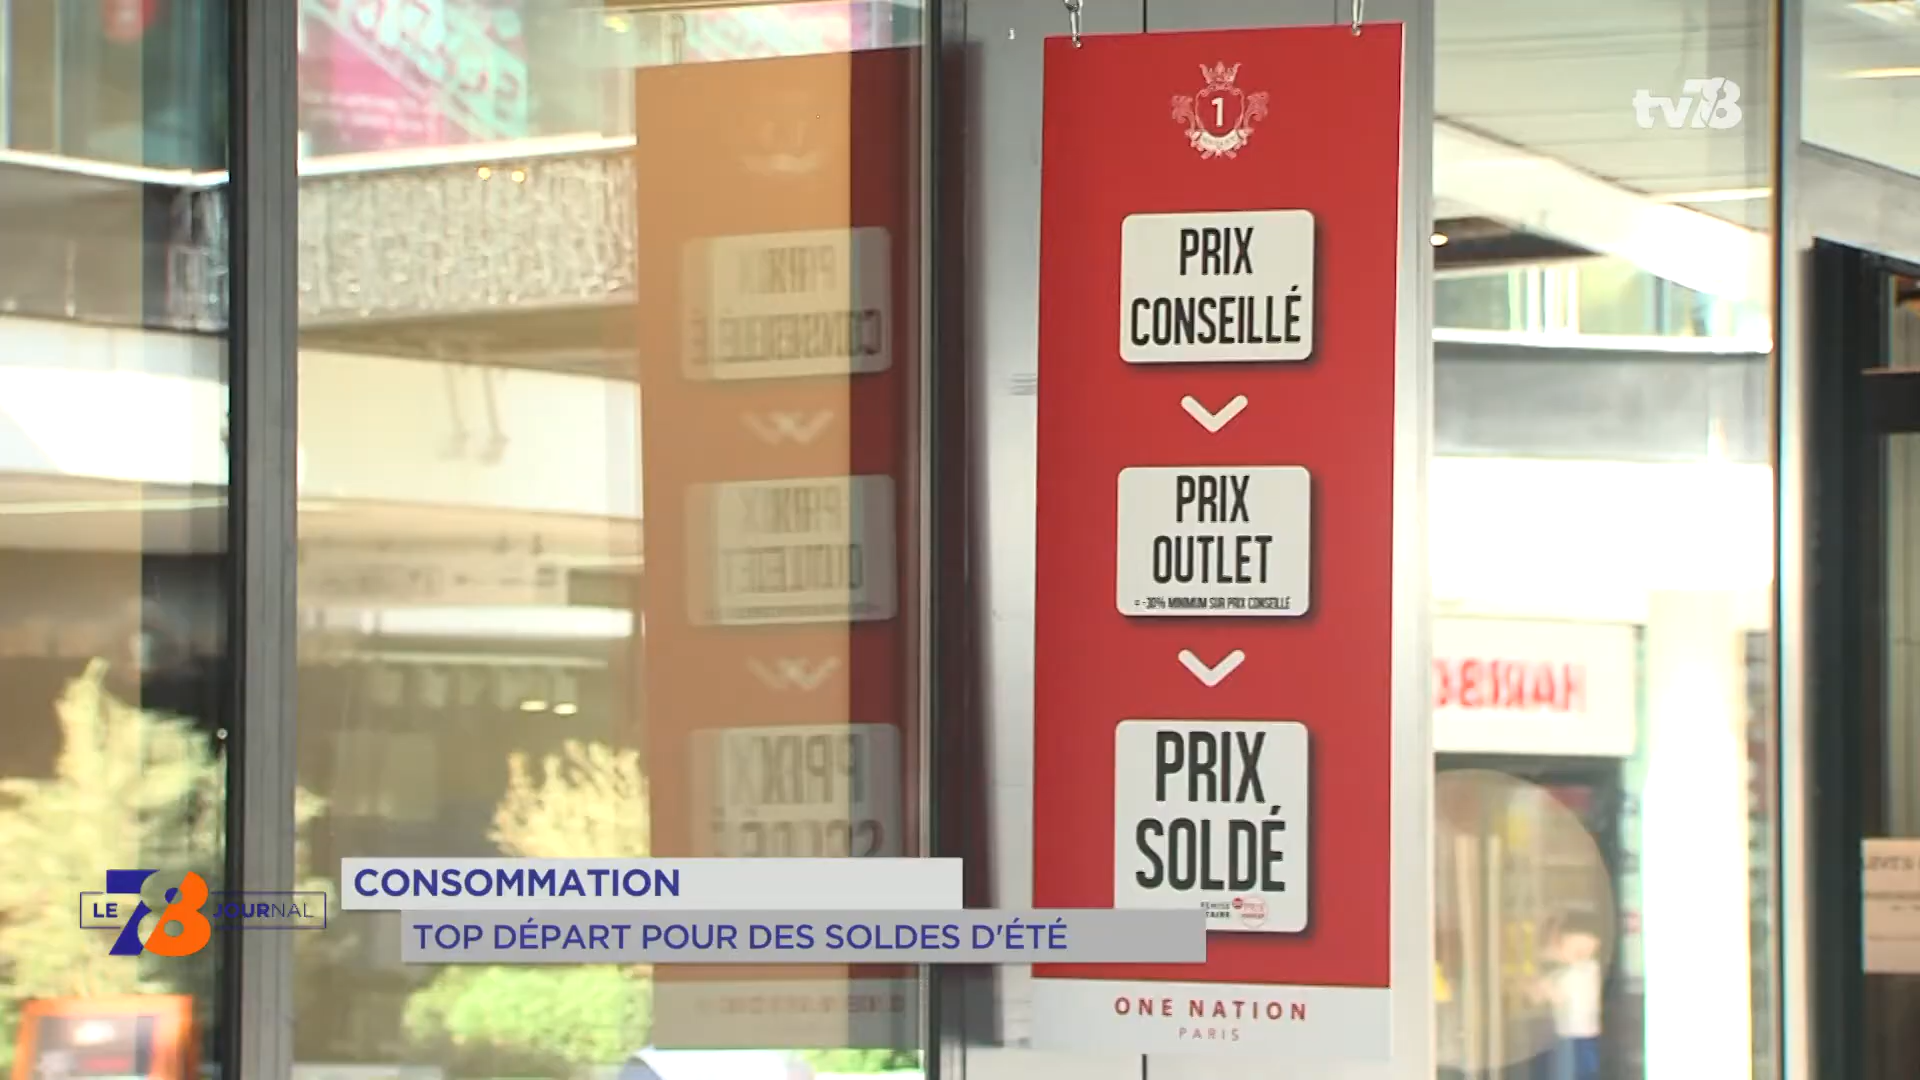 tv78
1
PRIX
CONSEILLÉ
PRIX
OUTLET
= -30% MINIMUM SUR PRIX CONSEILLÉ
PRIX
SOLDÉ
ONE NATION
PARIS
HARIBO
LE 78 JOURNAL
CONSOMMATION
TOP DÉPART POUR DES SOLDES D'ÉTÉ